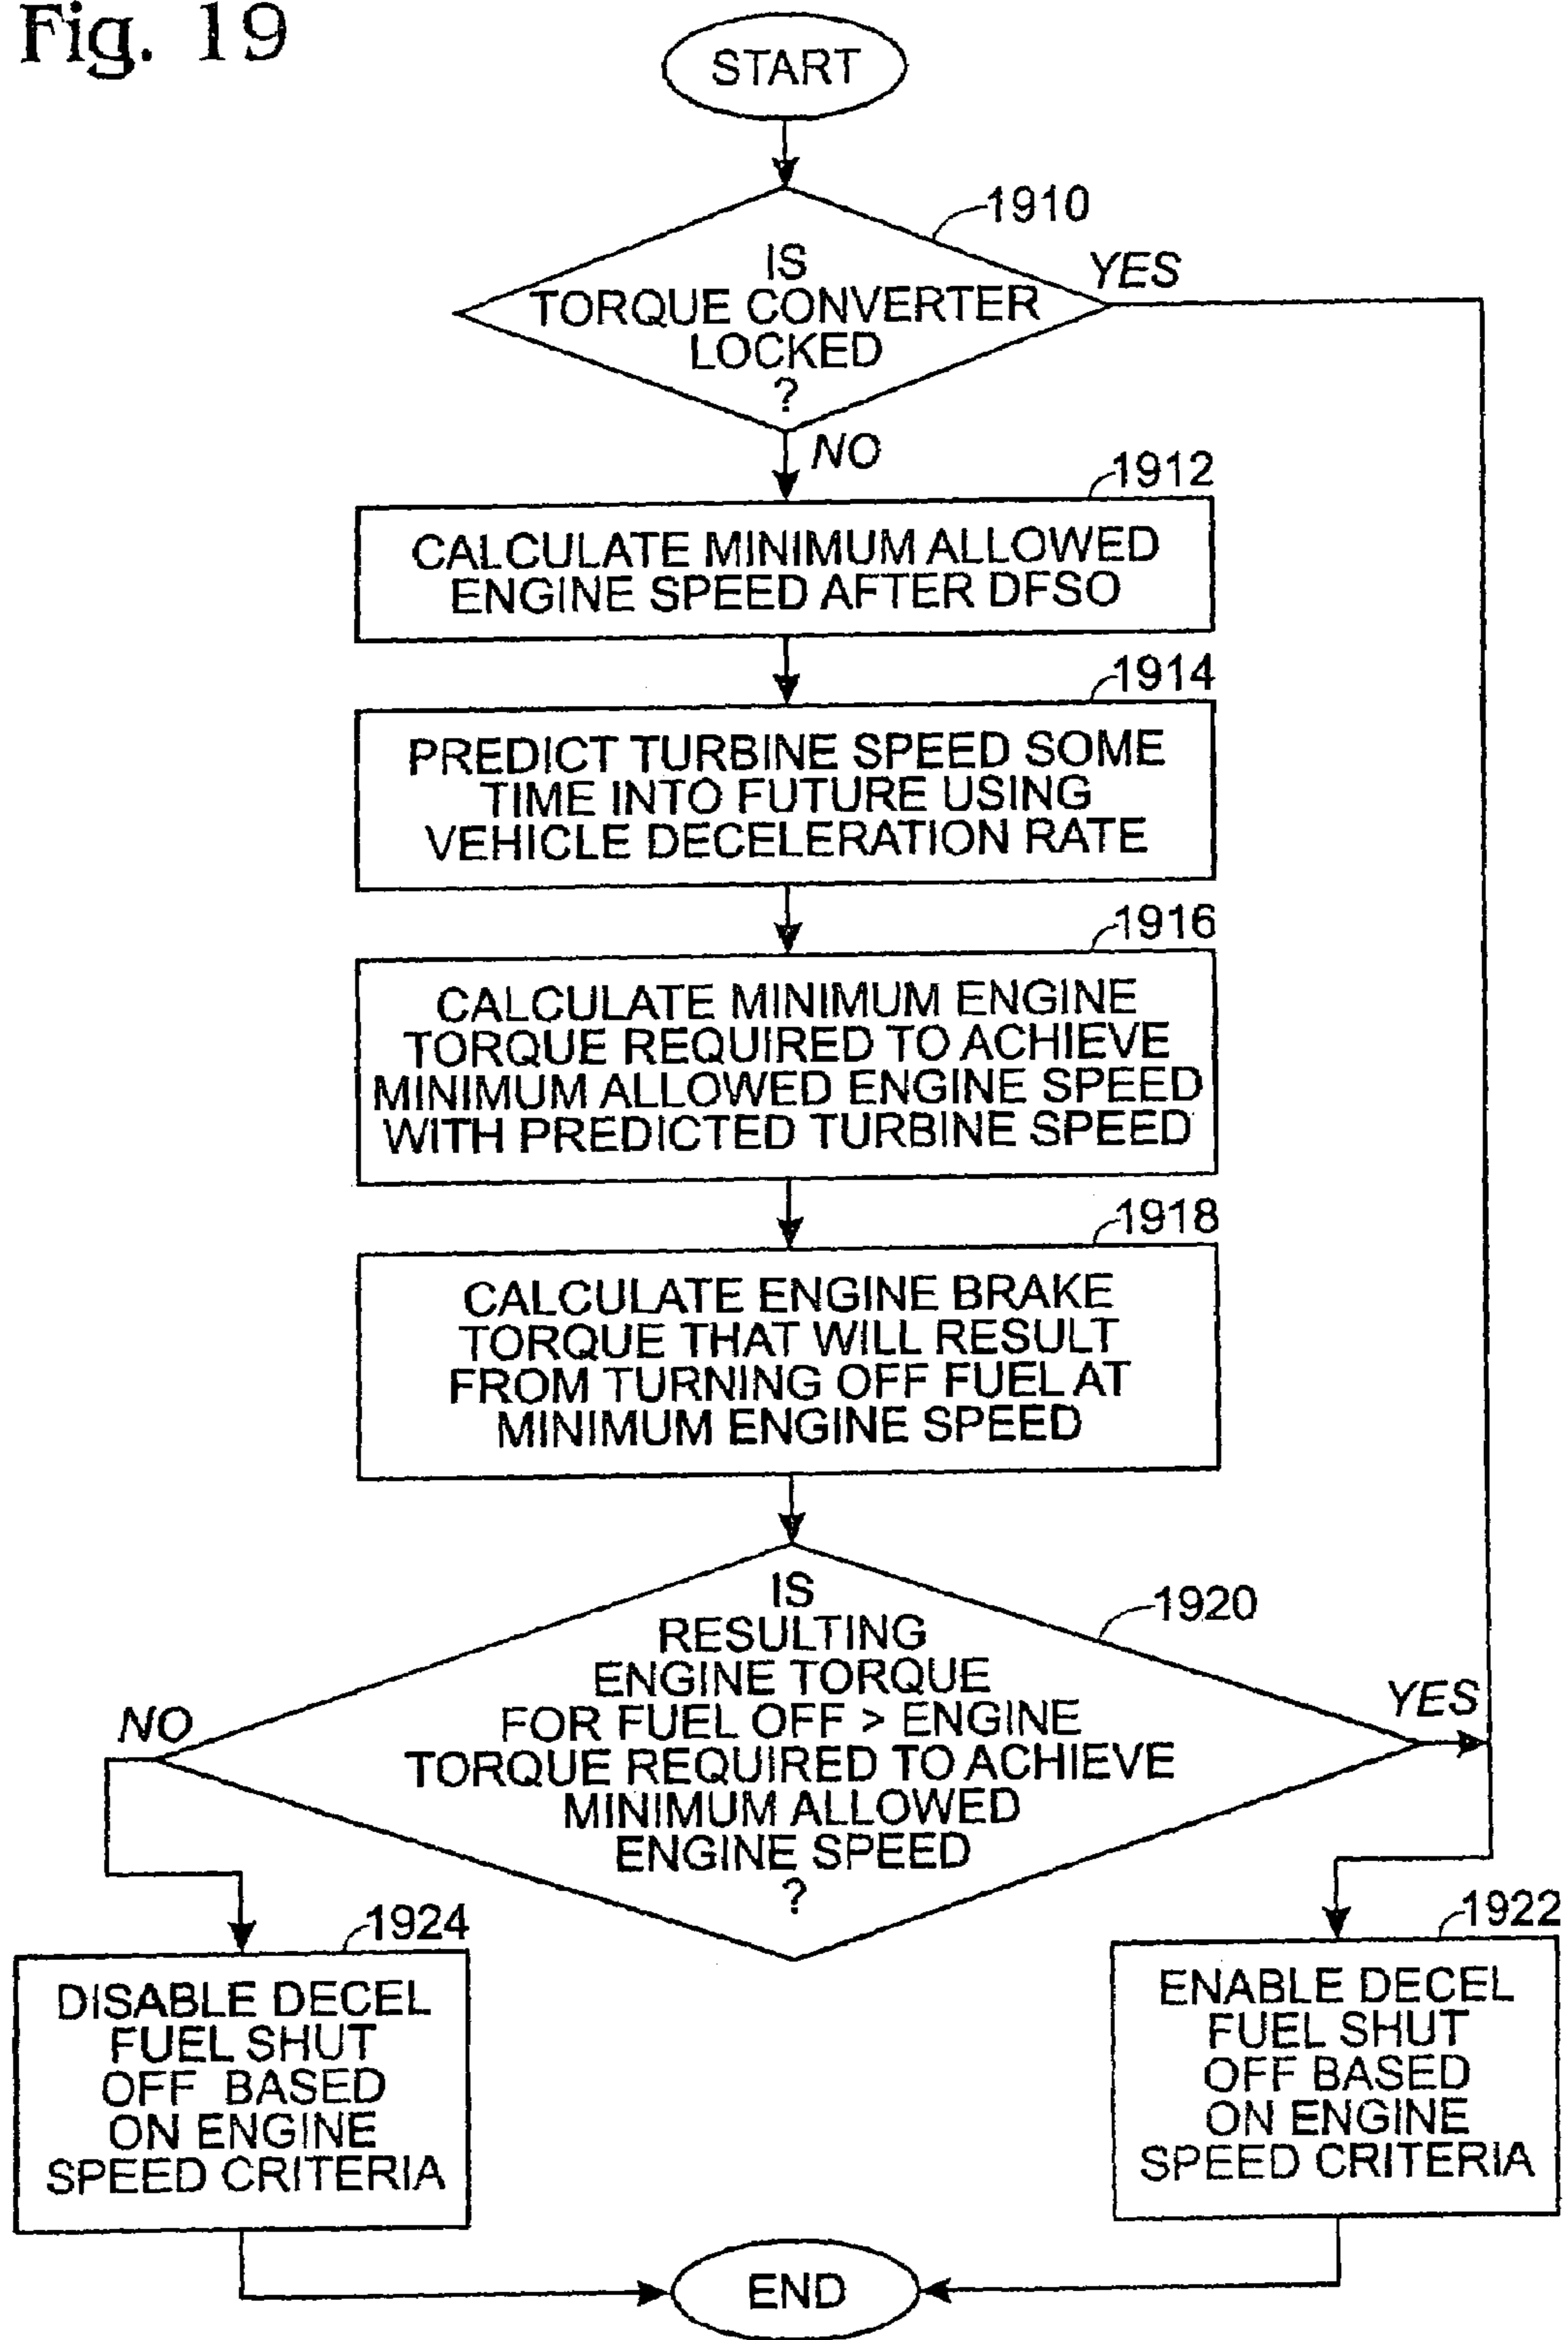 Fig. 19
START
1910
IS
TORQUE CONVERTER
LOCKED
?
YES
NO
1912
CALCULATE MINIMUM ALLOWED
ENGINE SPEED AFTER DFSO
1914
PREDICT TURBINE SPEED SOME
TIME INTO FUTURE USING
VEHICLE DECELERATION RATE
1916
CALCULATE MINIMUM ENGINE
TORQUE REQUIRED TO ACHIEVE
MINIMUM ALLOWED ENGINE SPEED
WITH PREDICTED TURBINE SPEED
1918
CALCULATE ENGINE BRAKE
TORQUE THAT WILL RESULT
FROM TURNING OFF FUEL AT
MINIMUM ENGINE SPEED
1920
IS
RESULTING
ENGINE TORQUE
FOR FUEL OFF > ENGINE
TORQUE REQUIRED TO ACHIEVE
MINIMUM ALLOWED
ENGINE SPEED
?
NO
YES
1924
DISABLE DECEL
FUEL SHUT
OFF BASED
ON ENGINE
SPEED CRITERIA
1922
ENABLE DECEL
FUEL SHUT
OFF BASED
ON ENGINE
SPEED CRITERIA
END